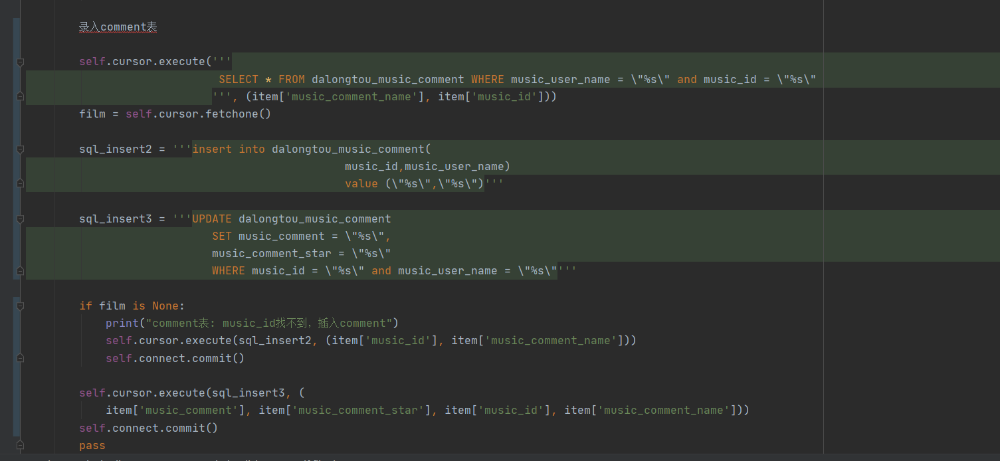 录入comment表
self.cursor.execute('''
SELECT * FROM dalongtou_music_comment WHERE music_user_name = \"%s\" and music_id = \"%s\"
''', (item['music_comment_name'], item['music_id']))
film = self.cursor.fetchone()
sql_insert2 = '''insert into dalongtou_music_comment(
music_id,music_user_name)
value (\"%s\",\"%s\")'''
sql_insert3 = '''UPDATE dalongtou_music_comment
SET music_comment = \"%s\",
music_comment_star = \"%s\"
WHERE music_id = \"%s\" and music_user_name = \"%s\"'''
if film is None:
print("comment表: music_id找不到，插入comment")
self.cursor.execute(sql_insert2, (item['music_id'], item['music_comment_name']))
self.connect.commit()
self.cursor.execute(sql_insert3, (
item['music_comment'], item['music_comment_star'], item['music_id'], item['music_comment_name']))
self.connect.commit()
pass